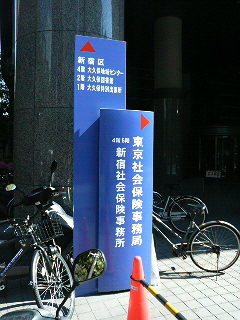 新宿区
4階 大久保地域センター
2階 大久保図書館
1階 大久保特別出張所
東京社会保険事務局
4階5階
新宿社会保険事務所